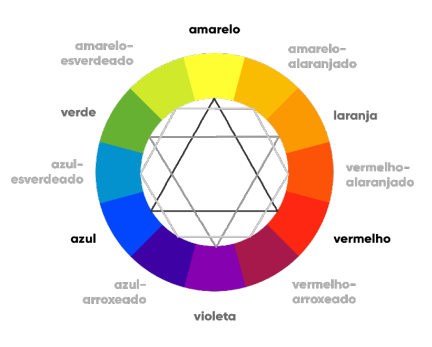 amarelo
amarelo-
esverdeado
amarelo-
alaranjado
verde
laranja
azul-
esverdeado
vermelho-
alaranjado
azul
vermelho
azul-
arroxeado
vermelho-
arroxeado
violeta